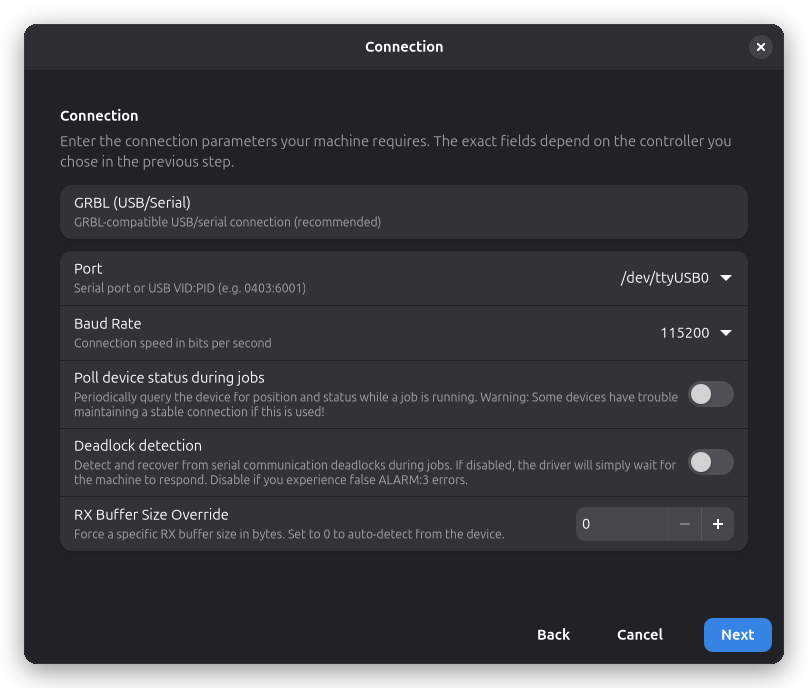 Connection
Connection
Enter the connection parameters your machine requires. The exact fields depend on the controller you
chose in the previous step.
GRBL (USB/Serial)
GRBL-compatible USB/serial connection (recommended)
Port
Serial port or USB VID:PID (e.g. 0403:6001)
/dev/ttyUSB0
Baud Rate
Connection speed in bits per second
115200
Poll device status during jobs
Periodically query the device for position and status while a job is running. Warning: Some devices have trouble
maintaining a stable connection if this is used!
Deadlock detection
Detect and recover from serial communication deadlocks during jobs. If disabled, the driver will simply wait for
the machine to respond. Disable if you experience false ALARM:3 errors.
RX Buffer Size Override
Force a specific RX buffer size in bytes. Set to 0 to auto-detect from the device.
0
Back
Cancel
Next